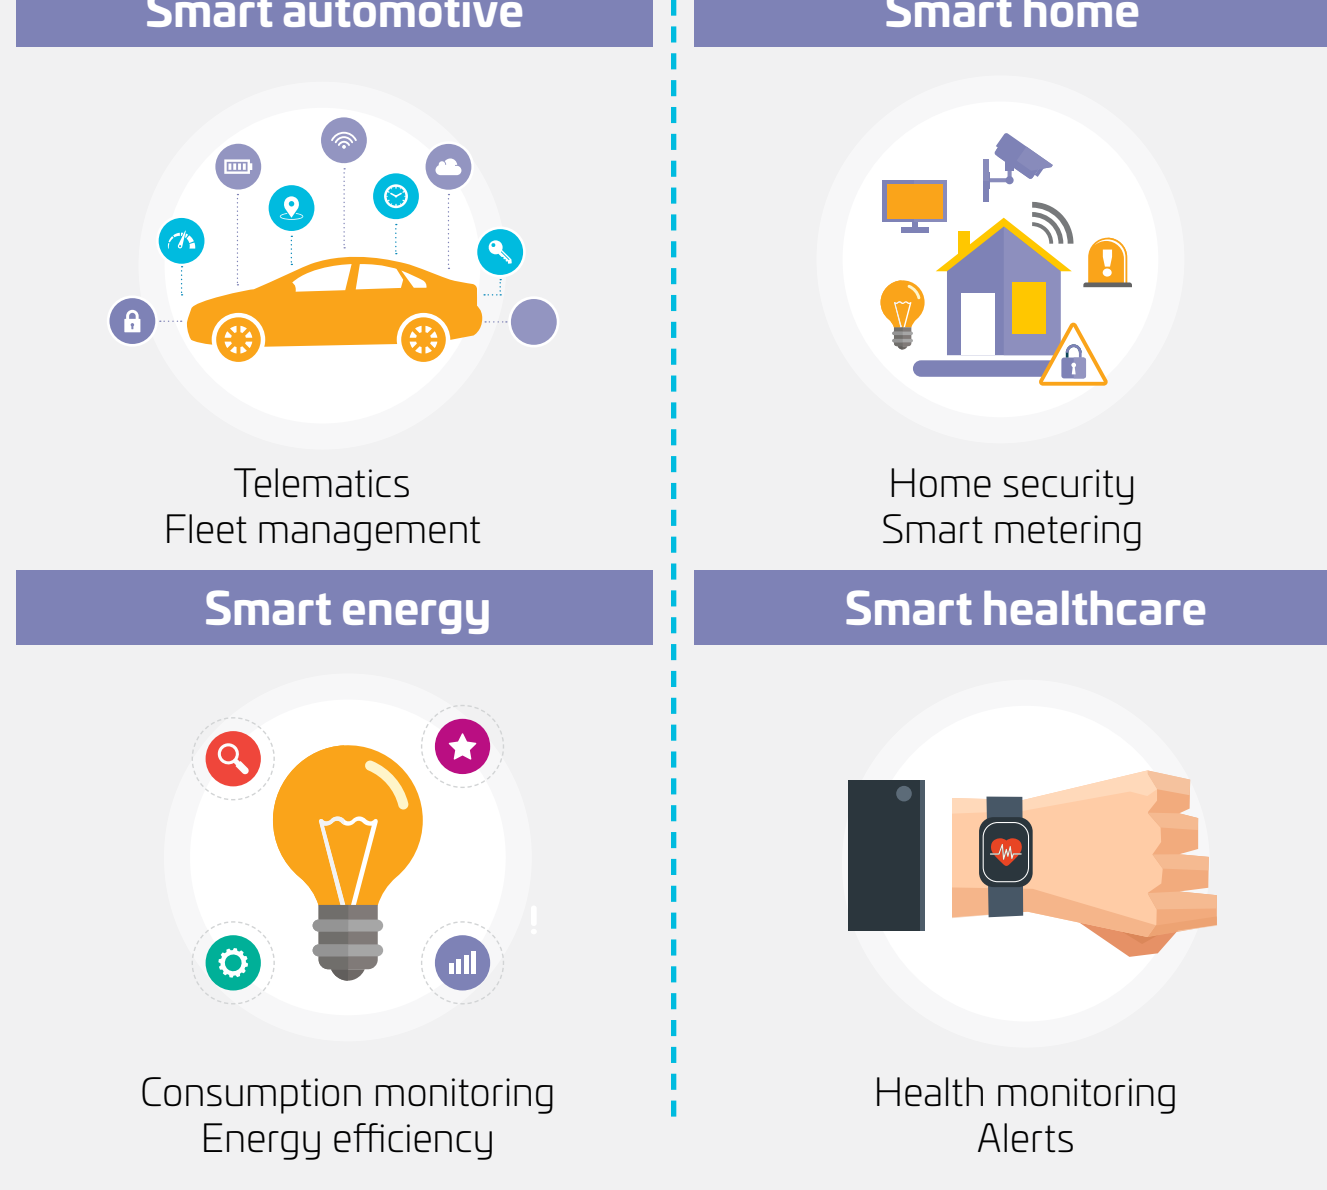 Smart automotive
Smart home
Telematics
Fleet management
Home security
Smart metering
Smart energy
Smart healthcare
Consumption monitoring
Energy efficiency
Health monitoring
Alerts